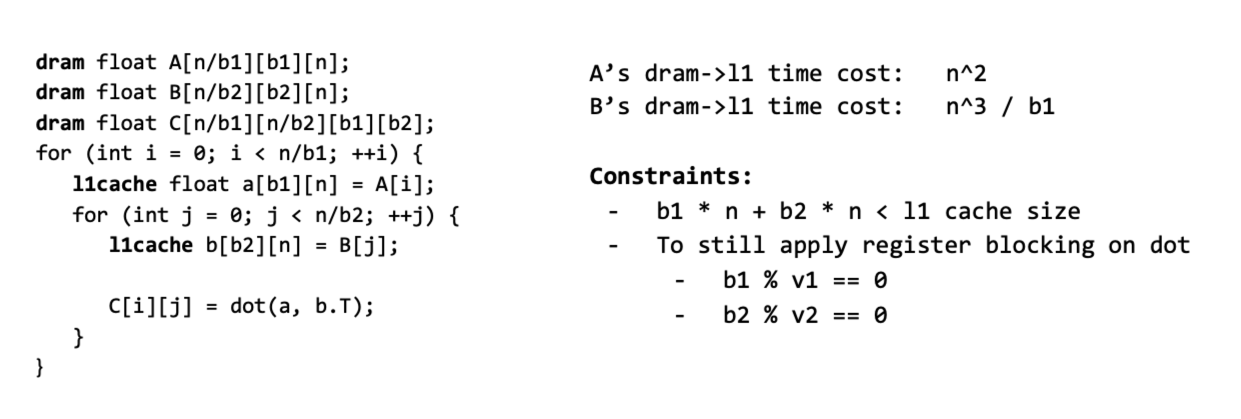 dram float A[n/b1][b1][n];
dram float B[n/b2][b2][n];
dram float C[n/b1][n/b2][b1][b2];
for (int i = 0; i < n/b1; ++i) {
l1cache float a[b1][n] = A[i];
for (int j = 0; j < n/b2; ++j) {
l1cache b[b2][n] = B[j];
C[i][j] = dot(a, b.T);
}
}
A’s dram->l1 time cost: n^2
B’s dram->l1 time cost: n^3 / b1
Constraints:
- b1 * n + b2 * n < l1 cache size
- To still apply register blocking on dot
- b1 % v1 == 0
- b2 % v2 == 0